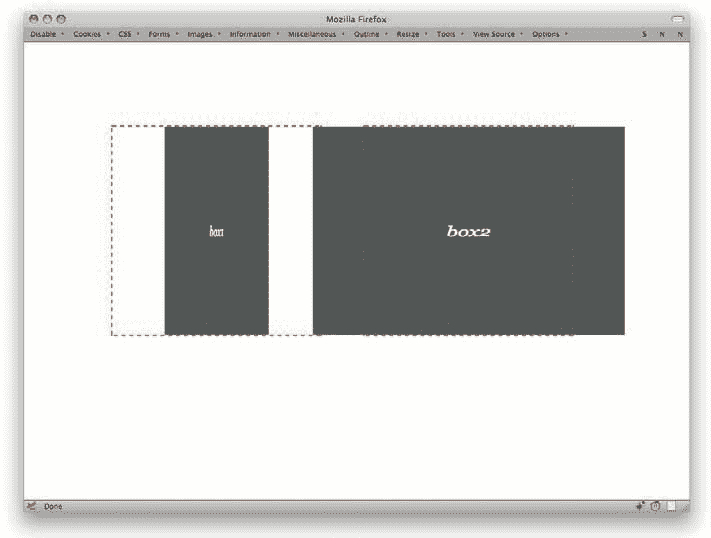 Mozilla Firefox
Disable Cookies CSS Forms Images Information Miscellaneous Outline Resize Tools View Source Options S N N
box1 box2
Done